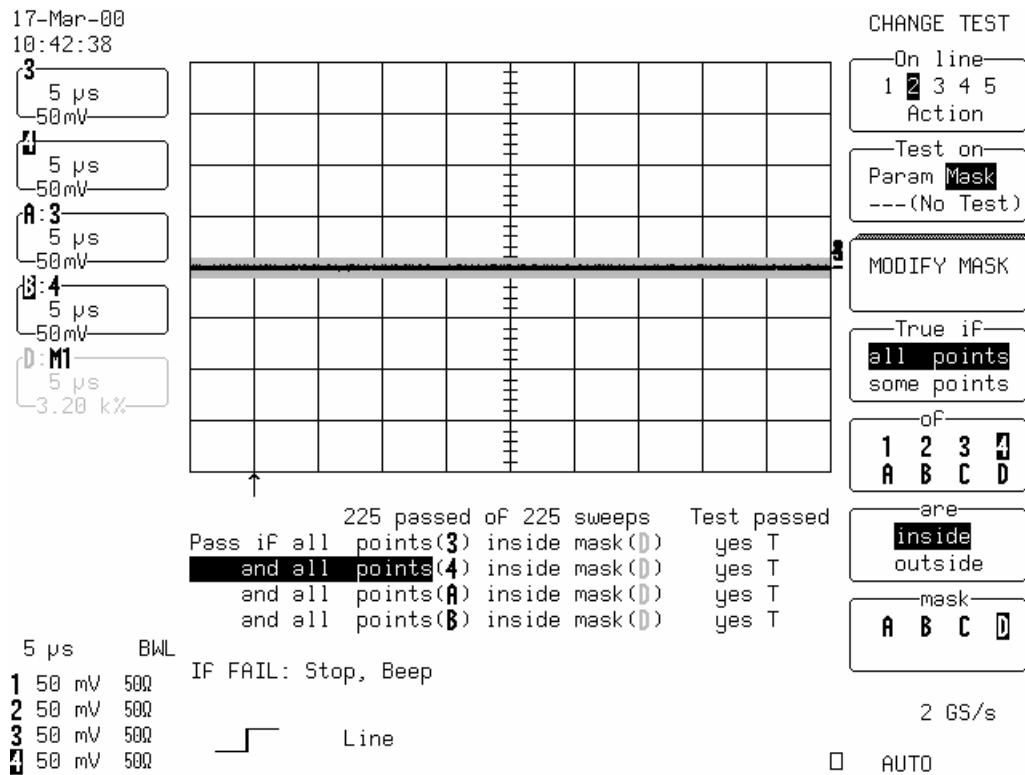 17-Mar-00
10:42:38
3
5 µs
50mV
4
5 µs
50mV
A:3
5 µs
50mV
B:4
5 µs
50mV
D:M1
5 µs
3.20 k%
225 passed of 225 sweeps Test passed
Pass if all points(3) inside mask(D) yes T
and all points(4) inside mask(D) yes T
and all points(A) inside mask(D) yes T
and all points(B) inside mask(D) yes T
5 µs BWL
1 50 mV 50Ω
2 50 mV 50Ω
3 50 mV 50Ω
4 50 mV 50Ω
IF FAIL: Stop, Beep
Line
CHANGE TEST
On line
1 2 3 4 5
Action
Test on
Param Mask
---(No Test)
MODIFY MASK
True if
all points
some points
of
1 2 3 4
A B C D
are
inside
outside
mask
A B C D
2 GS/s
AUTO